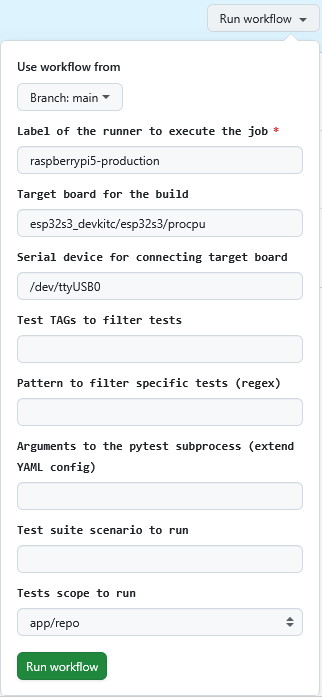 Run workflow
Use workflow from
Branch: main
Label of the runner to execute the job *
raspberrypi5-production
Target board for the build
esp32s3_devkitc/esp32s3/procpu
Serial device for connecting target board
/dev/ttyUSB0
Test TAGs to filter tests
Pattern to filter specific tests (regex)
Arguments to the pytest subprocess (extend
YAML config)
Test suite scenario to run
Tests scope to run
app/repo
Run workflow